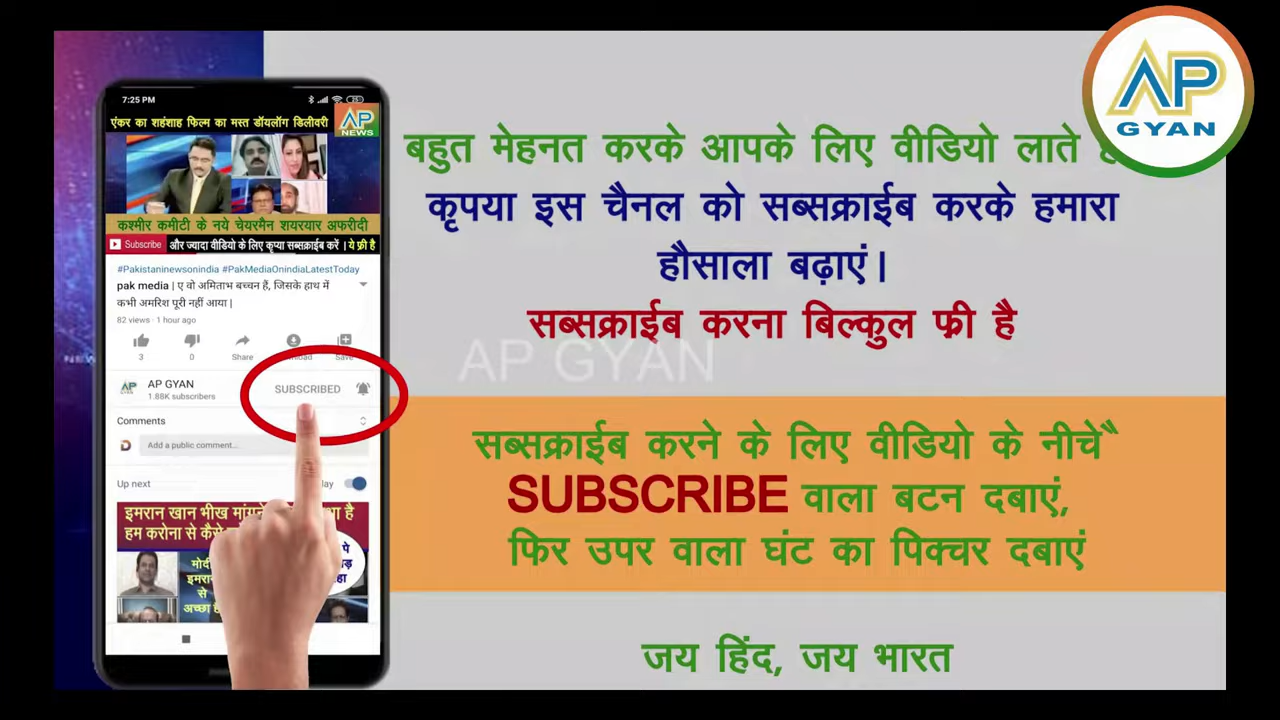 AP
GYAN
बहुत मेहनत करके आपके लिए वीडियो लाते
कृपया इस चैनल को सब्सक्राईब करके हमारा
हौसाला बढ़ाएं।
सब्सक्राईब करना बिल्कुल फ्री है
AP GYAN
सब्सक्राईब करने के लिए वीडियो के नीचे
SUBSCRIBE वाला बटन दबाएं,
फिर उपर वाला घंट का पिक्चर दबाएं
जय हिंद, जय भारत
7:25 PM
एंकर का शहंशाह फिल्म का मस्त डॉयलॉग डिलीवरी
AP
NEWS
कश्मीर कमीटी के नये चेयरमैन शयरयार अफरीदी
Subscribe और ज्यादा वीडियो के लिए कृप्या सब्सक्राईब करें । ये फ्री है
#Pakistaninewsonindia #PakMediaOnindiaLatestToday
pak media | ए वो अमिताभ बच्चन हैं, जिसके हाथ में
कभी अमरिश पूरी नहीं आया |
82 views · 1 hour ago
3 0 Share Save
AP GYAN
1.88K subscribers
SUBSCRIBED
Comments
Add a public comment...
Up next
इमरान खान भीख मांगने है
हम करोना से कैसे
मोदी
इमरान
से
अच्छा